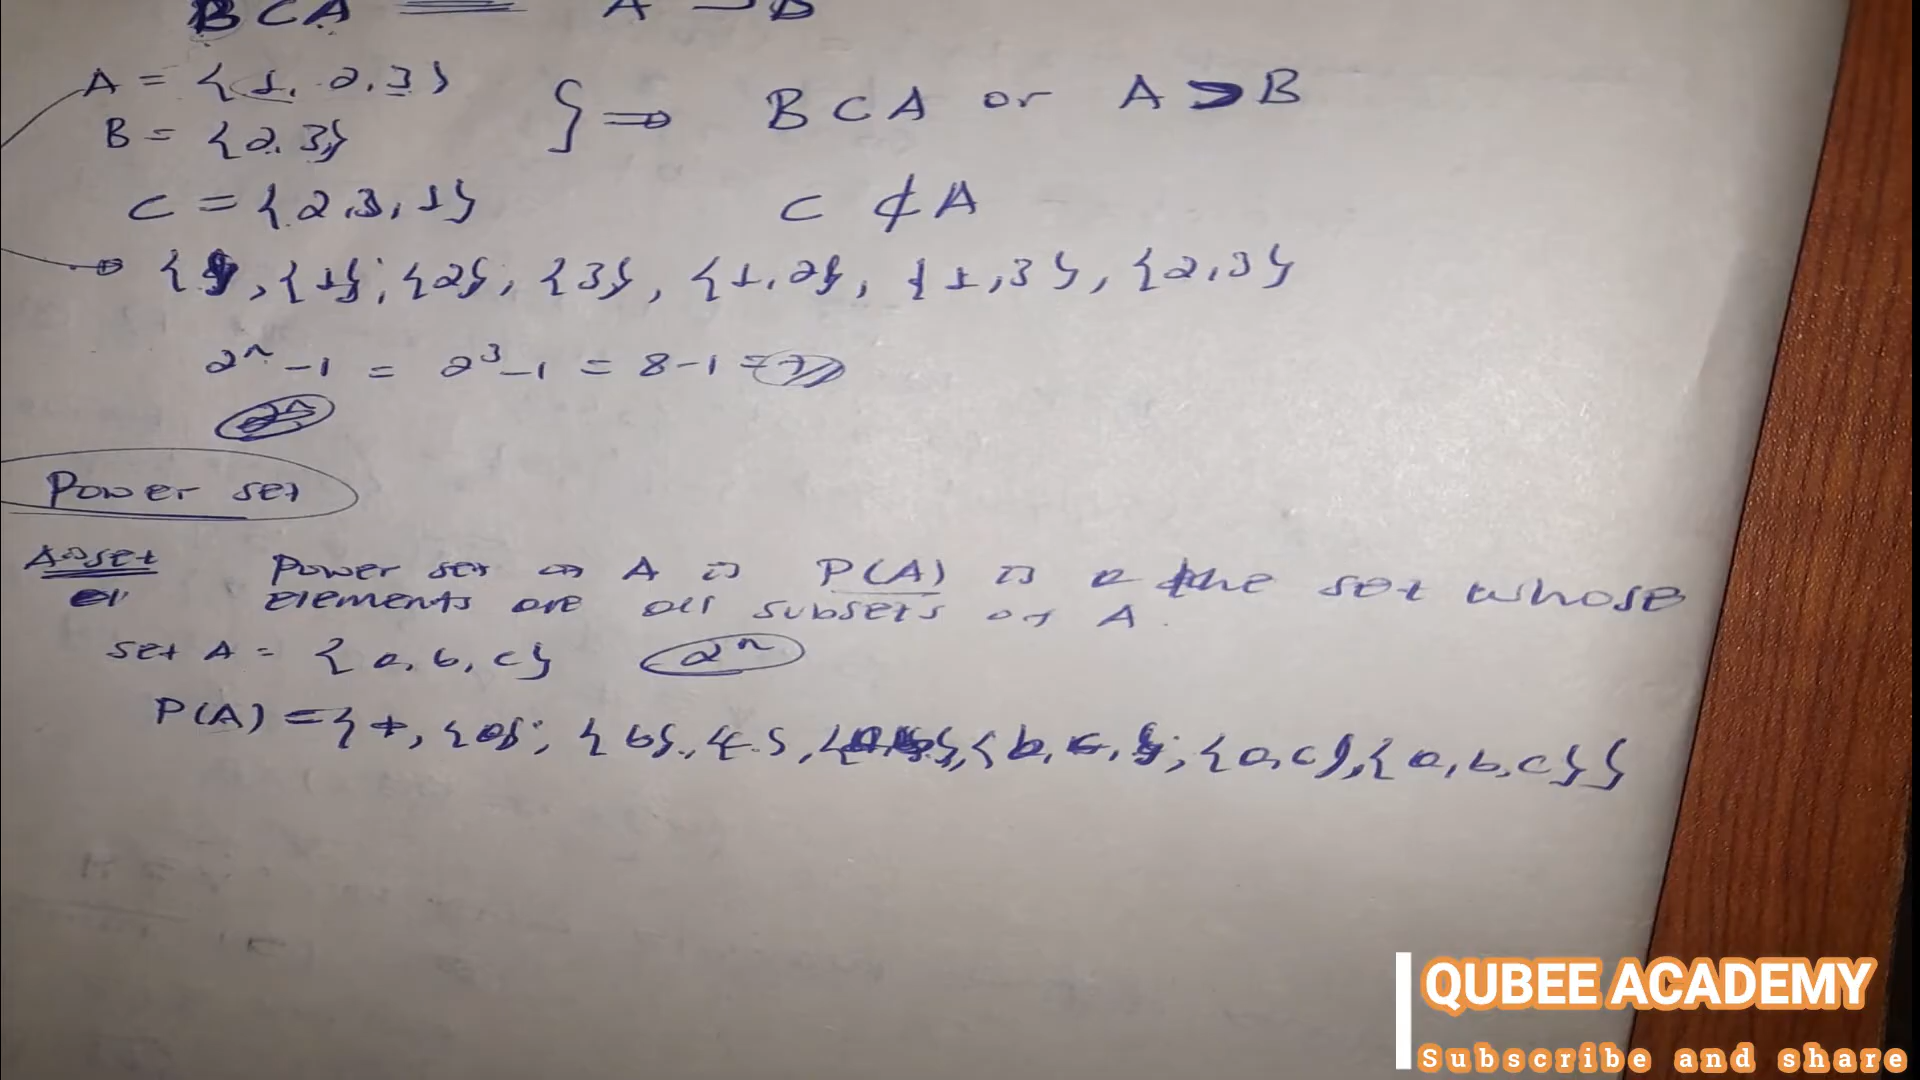 B ⊂ A A ⊃ B
A = {1, 2, 3}
B = {2, 3} } ⇒ B ⊂ A or A ⊃ B
C = {2, 3, 1} C ⊄ A
{ }, {1}, {2}, {3}, {1, 2}, {1, 3}, {2, 3}
2ⁿ - 1 = 2³ - 1 = 8 - 1 = 7
2ⁿ
Power set
A⇒set Power set of A is P(A) is the set whose
elements are all subsets of A.
set A = {a, b, c} 2ⁿ
P(A) = {, {a}, {b}, {b, c}, {a, c}, {a, b, c}}
QUBEE ACADEMY
Subscribe and share